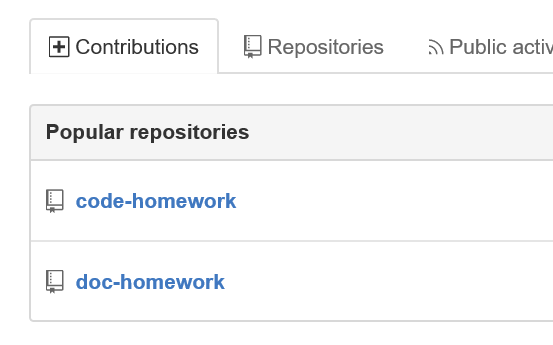 Contributions Repositories Public activ
Popular repositories
code-homework
doc-homework